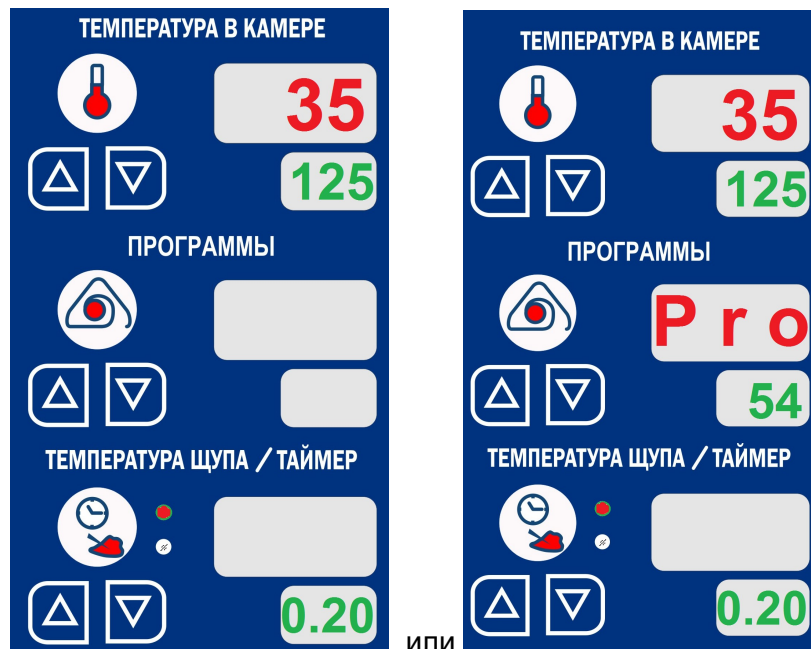 ТЕМПЕРАТУРА В КАМЕРЕ
35
125
ПРОГРАММЫ
ТЕМПЕРАТУРА ЩУПА / ТАЙМЕР
0.20
или
ТЕМПЕРАТУРА В КАМЕРЕ
35
125
ПРОГРАММЫ
P r o
54
ТЕМПЕРАТУРА ЩУПА / ТАЙМЕР
0.20